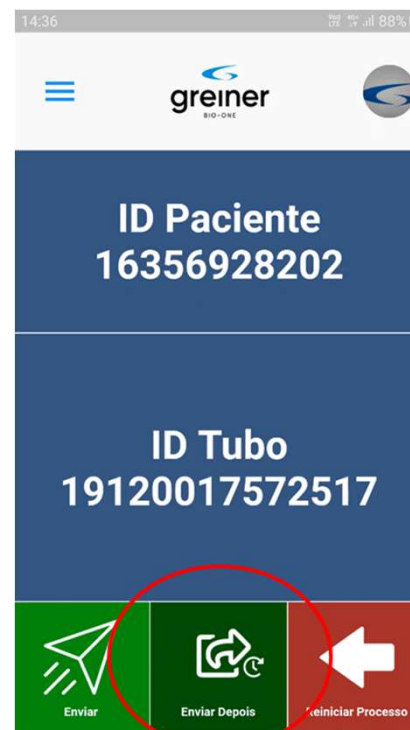 14:36
88%
greiner
BIO-ONE
ID Paciente
16356928202
ID Tubo
19120017572517
Enviar
Enviar Depois
Reiniciar Processo